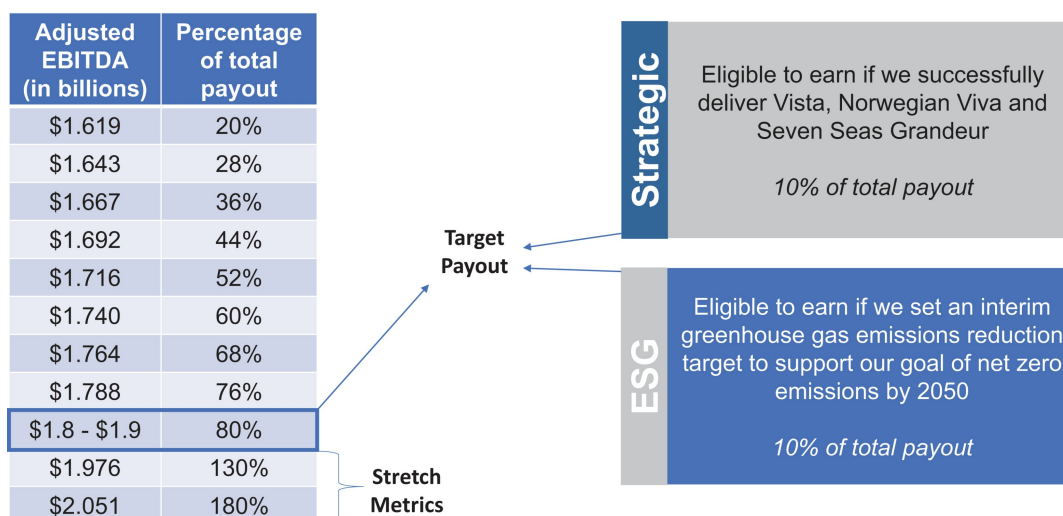 Adjusted EBITDA (in billions) Percentage of total payout
$1.619 20%
$1.643 28%
$1.667 36%
$1.692 44%
$1.716 52%
$1.740 60%
$1.764 68%
$1.788 76%
$1.8 - $1.9 80%
$1.976 130%
$2.051 180%
Target
Payout
Stretch
Metrics
Strategic
Eligible to earn if we successfully
deliver Vista, Norwegian Viva and
Seven Seas Grandeur
10% of total payout
ESG
Eligible to earn if we set an interim
greenhouse gas emissions reduction
target to support our goal of net zero
emissions by 2050
10% of total payout